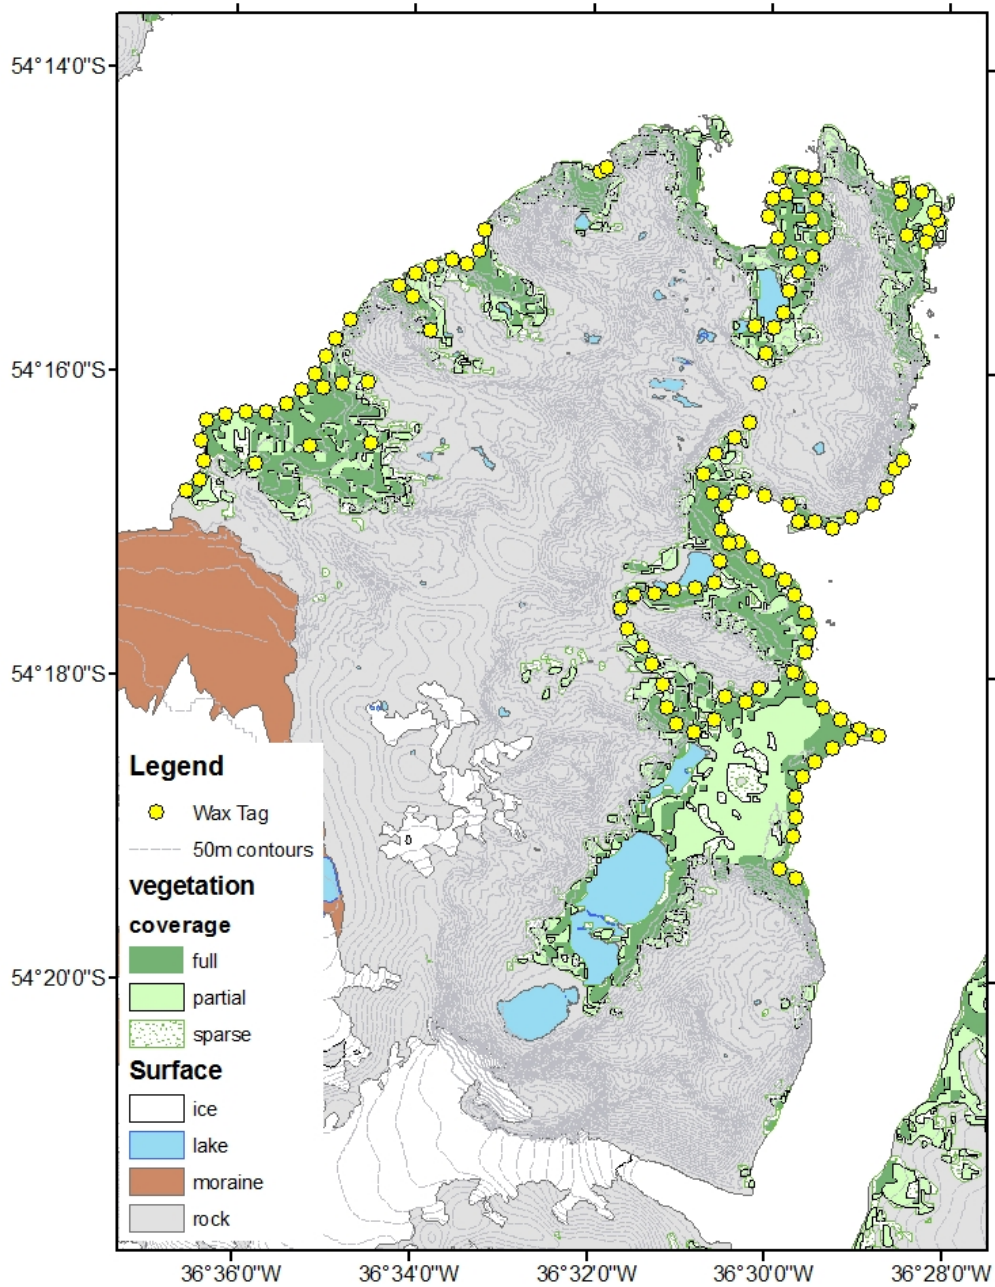 54°14'0"S
54°16'0"S
54°18'0"S
Legend
Wax Tag
50m contours
vegetation
coverage
full
partial
sparse
54°20'0"S
Surface
ice
lake
moraine
rock
36°36'0"W 36°34'0"W 36°32'0"W 36°30'0"W 36°28'0"W